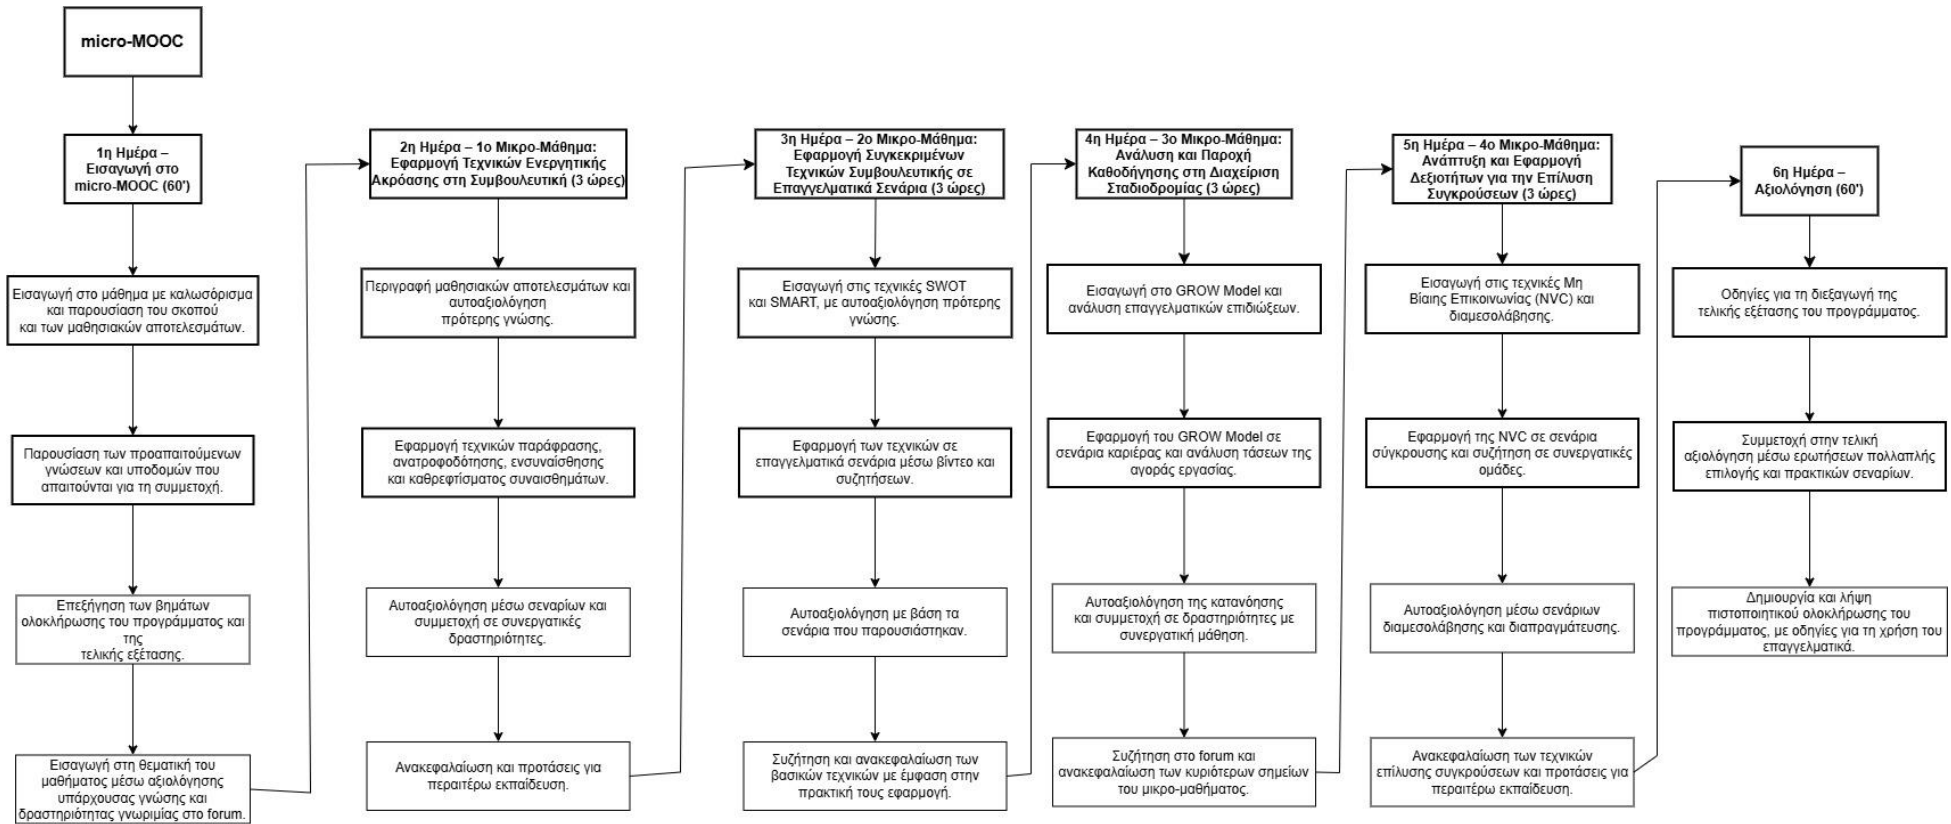 micro-MOOC
1η Ημέρα –
Εισαγωγή στο
micro-MOOC (60')
Εισαγωγή στο μάθημα με καλωσόρισμα
και παρουσίαση του σκοπού
και των μαθησιακών αποτελεσμάτων.
Παρουσίαση των προαπαιτούμενων
γνώσεων και υποδομών που
απαιτούνται για τη συμμετοχή.
Επεξήγηση των βημάτων
ολοκλήρωσης του προγράμματος και
της
τελικής εξέτασης.
Εισαγωγή στη θεματική του
μαθήματος μέσω αξιολόγησης
υπάρχουσας γνώσης και
δραστηριότητας γνωριμίας στο forum.
2η Ημέρα – 1ο Μικρο-Μάθημα:
Εφαρμογή Τεχνικών Ενεργητικής
Ακρόασης στη Συμβουλευτική (3 ώρες)
Περιγραφή μαθησιακών αποτελεσμάτων και
αυτοαξιολόγηση
πρότερης γνώσης.
Εφαρμογή τεχνικών παράφρασης,
ανατροφοδότησης, ενσυναίσθησης
και καθρεφτίσματος συναισθημάτων.
Αυτοαξιολόγηση μέσω σεναρίων και
συμμετοχή σε συνεργατικές
δραστηριότητες.
Ανακεφαλαίωση και προτάσεις για
περαιτέρω εκπαίδευση.
3η Ημέρα – 2ο Μικρο-Μάθημα:
Εφαρμογή Συγκεκριμένων
Τεχνικών Συμβουλευτικής σε
Επαγγελματικά Σενάρια (3 ώρες)
Εισαγωγή στις τεχνικές SWOT
και SMART, με αυτοαξιολόγηση πρότερης
γνώσης.
Εφαρμογή των τεχνικών σε
επαγγελματικά σενάρια μέσω βίντεο και
συζητήσεων.
Αυτοαξιολόγηση με βάση τα
σενάρια που παρουσιάστηκαν.
Συζήτηση και ανακεφαλαίωση των
βασικών τεχνικών με έμφαση στην
πρακτική τους εφαρμογή.
4η Ημέρα – 3ο Μικρο-Μάθημα:
Ανάλυση και Παροχή
Καθοδήγησης στη Διαχείριση
Σταδιοδρομίας (3 ώρες)
Εισαγωγή στο GROW Model και
ανάλυση επαγγελματικών επιδιώξεων.
Εφαρμογή του GROW Model σε
σενάρια καριέρας και ανάλυση τάσεων της
αγοράς εργασίας.
Αυτοαξιολόγηση της κατανόησης
και συμμετοχή σε δραστηριότητες με
συνεργατική μάθηση.
Συζήτηση στο forum και
ανακεφαλαίωση των κυριότερων σημείων
του μικρο-μαθήματος.
5η Ημέρα – 4ο Μικρο-Μάθημα:
Ανάπτυξη και Εφαρμογή
Δεξιοτήτων για την Επίλυση
Συγκρούσεων (3 ώρες)
Εισαγωγή στις τεχνικές Μη
Βίαιης Επικοινωνίας (NVC) και
διαμεσολάβησης.
Εφαρμογή της NVC σε σενάρια
σύγκρουσης και συζήτηση σε συνεργατικές
ομάδες.
Αυτοαξιολόγηση μέσω σενάριων
διαμεσολάβησης και διαπραγμάτευσης.
Ανακεφαλαίωση των τεχνικών
επίλυσης συγκρούσεων και προτάσεις για
περαιτέρω εκπαίδευση.
6η Ημέρα –
Αξιολόγηση (60')
Οδηγίες για τη διεξαγωγή της
τελικής εξέτασης του προγράμματος.
Συμμετοχή στην τελική
αξιολόγηση μέσω ερωτήσεων πολλαπλής
επιλογής και πρακτικών σεναρίων.
Δημιουργία και λήψη
πιστοποιητικού ολοκλήρωσης του
προγράμματος, με οδηγίες για τη χρήση του
επαγγελματικά.